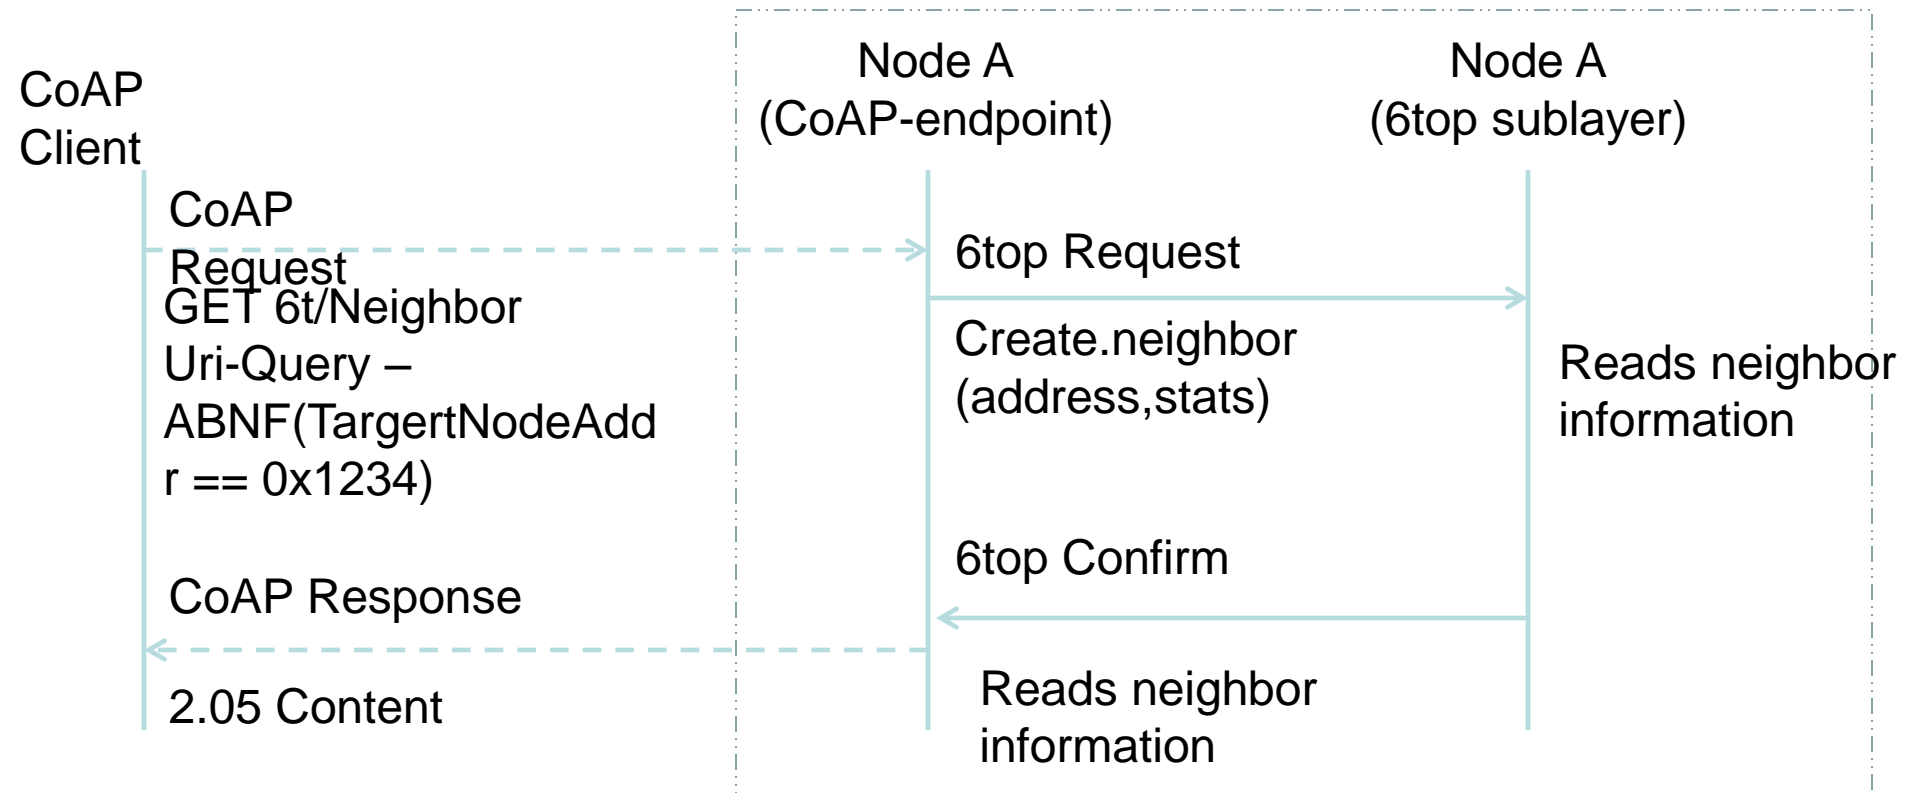 CoAP
Client
Node A
(CoAP-endpoint)
Node A
(6top sublayer)
CoAP
Request
GET 6t/Neighbor
Uri-Query –
ABNF(TargertNodeAdd
r == 0x1234)
6top Request
Create.neighbor
(address,stats)
Reads neighbor
information
6top Confirm
CoAP Response
2.05 Content
Reads neighbor
information